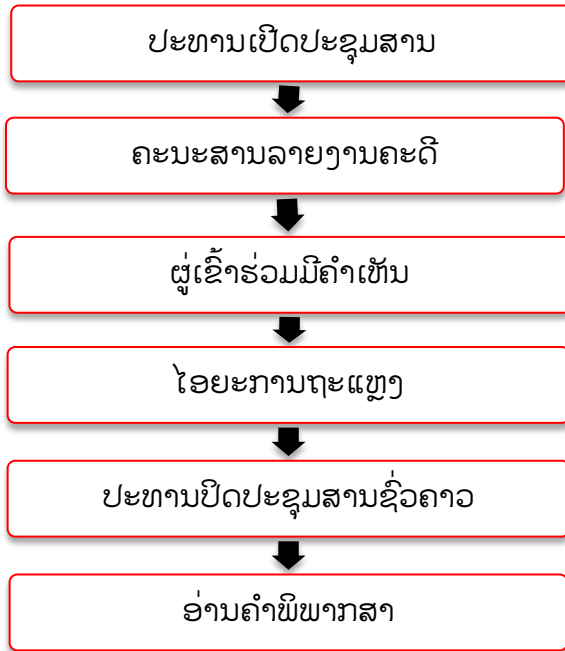 ປະທານເປີດປະຊຸມສານ
ຄະນະສານລາຍງານຄະດີ
ຜູ່ເຂົ້າຮ່ວມມີຄຳເຫັນ
ໄອຍະການຖະແຫຼງ
ປະທານປິດປະຊຸມສານຊົ່ວຄາວ
ອ່ານຄຳພິພາກສາ